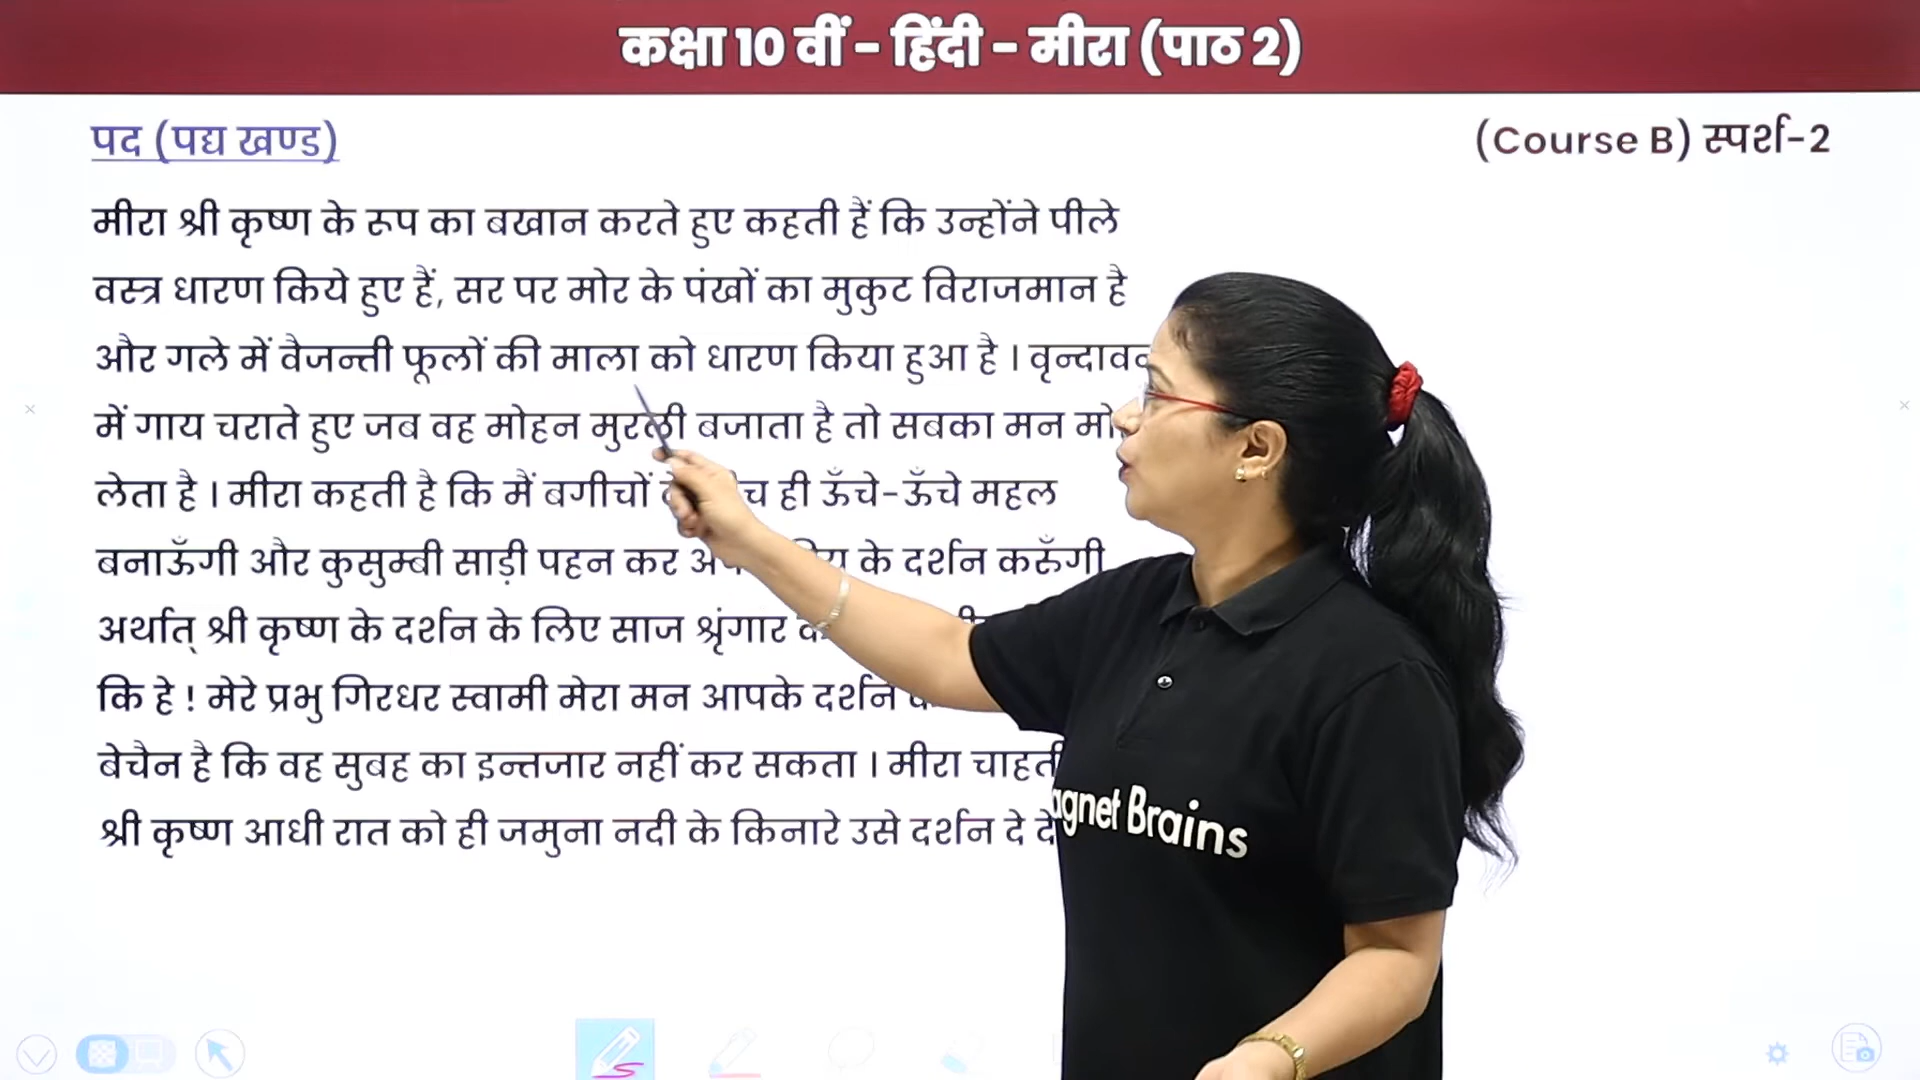 कक्षा 10 वीं - हिंदी - मीरा (पाठ 2)
पद (पद्य खण्ड)
(Course B) स्पर्श-2
मीरा श्री कृष्ण के रूप का बखान करते हुए कहती हैं कि उन्होंने पीले
वस्त्र धारण किये हुए हैं, सर पर मोर के पंखों का मुकुट विराजमान है
और गले में वैजन्ती फूलों की माला को धारण किया हुआ है ।
में गाय चराते हुए जब वह मोहन मुरली बजाता है तो सबका मन
लेता है । मीरा कहती है कि मैं बगीचों ही ऊँचे-ऊँचे महल
बनाऊँगी और कुसुम्बी साड़ी पहन कर के दर्शन करुँगी
अर्थात् श्री कृष्ण के दर्शन के लिए साज श्रृंगार
कि हे ! मेरे प्रभु गिरधर स्वामी मेरा मन आपके दर्शन
बेचैन है कि वह सुबह का इन्तजार नहीं कर सकता । मीरा
श्री कृष्ण आधी रात को ही जमुना नदी के किनारे उसे दर्शन दे दे
Brains